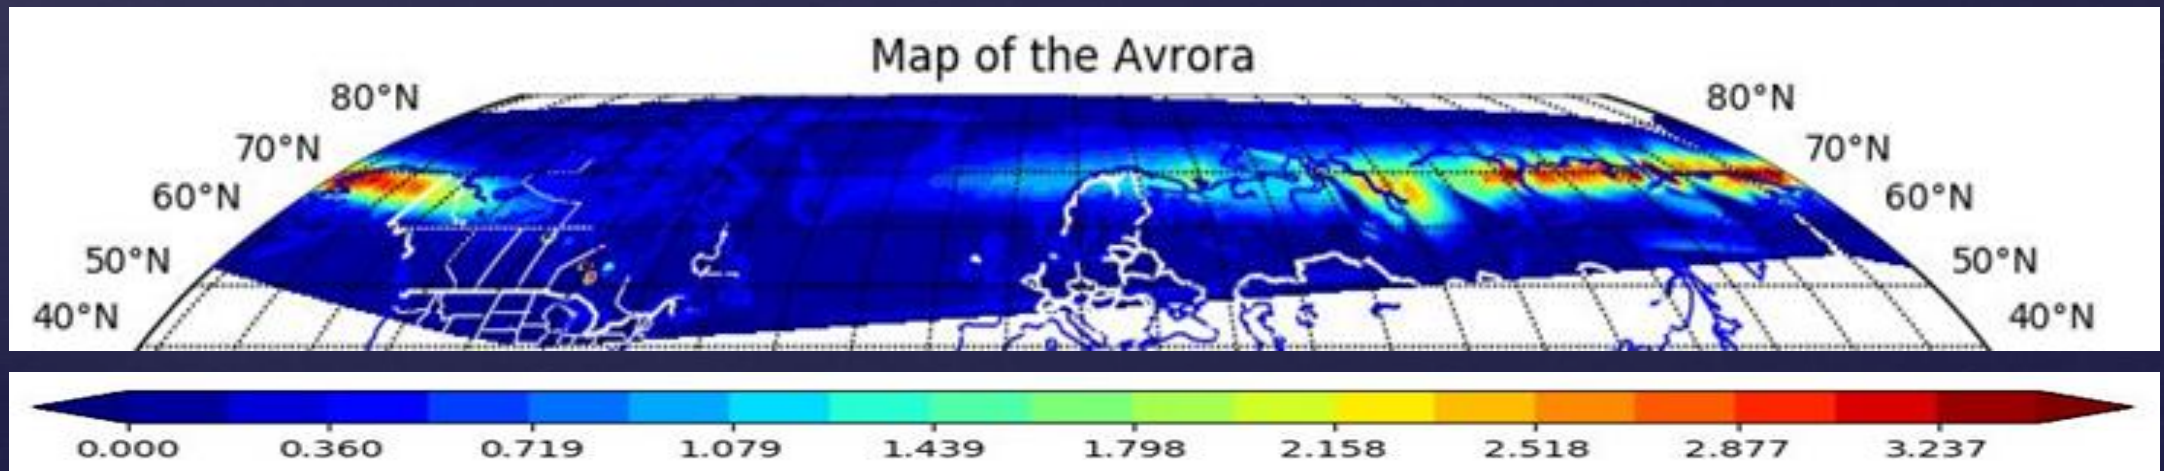 Map of the Avrora
80°N 80°N
70°N 70°N
60°N 60°N
50°N 50°N
40°N 40°N
0.000 0.360 0.719 1.079 1.439 1.798 2.158 2.518 2.877 3.237